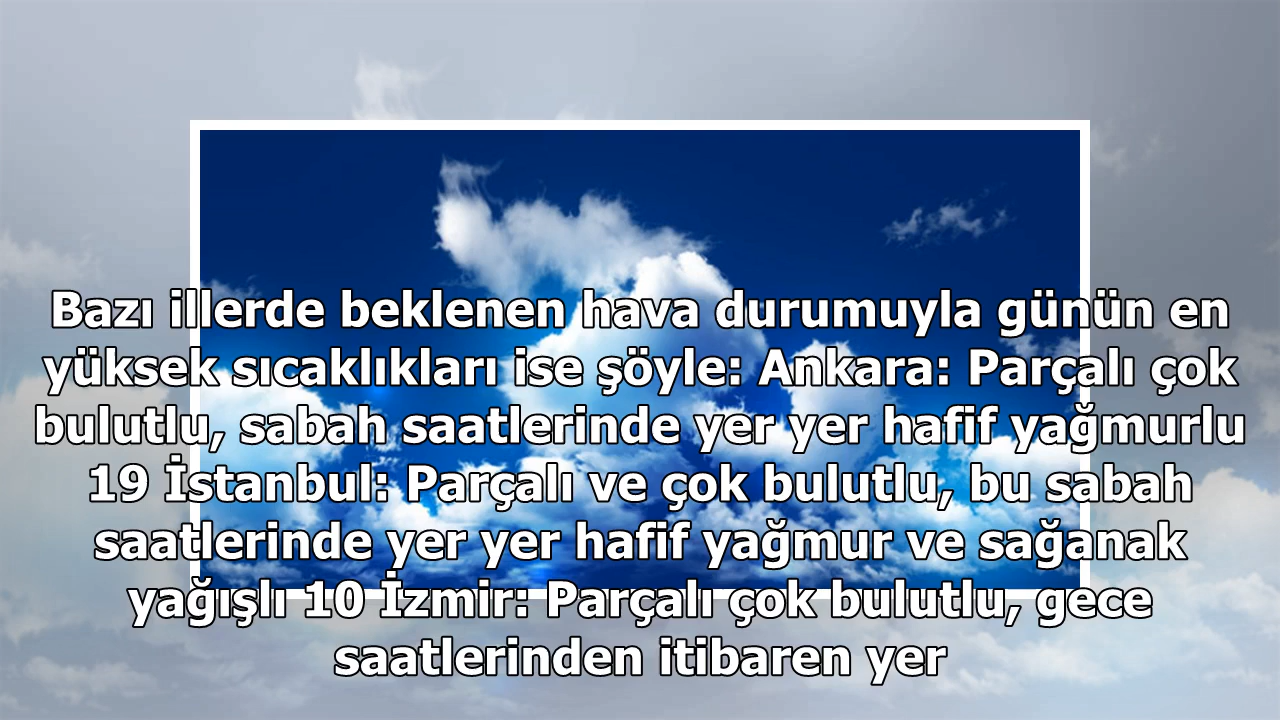 Bazı illerde beklenen hava durumuyla günün en
yüksek sıcaklıkları ise şöyle: Ankara: Parçalı çok
bulutlu, sabah saatlerinde yer yer hafif yağmurlu
19 İstanbul: Parçalı ve çok bulutlu, bu sabah
saatlerinde yer yer hafif yağmur ve sağanak
yağışlı 10 İzmir: Parçalı çok bulutlu, gece
saatlerinden itibaren yer